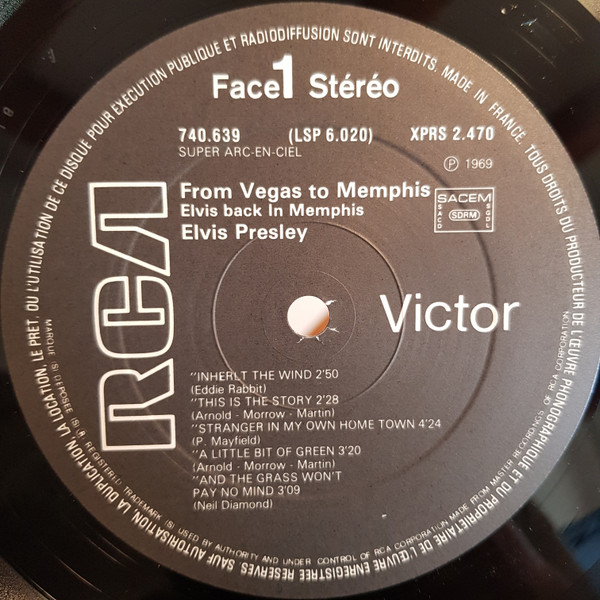 Face 1 Stéréo
740.639 (LSP 6.020) XPRS 2.470
SUPER ARC-EN-CIEL
℗ 1969
From Vegas to Memphis
Elvis back In Memphis
Elvis Presley
SACEM
SACD SDRM SGDL
RCA
Victor
"INHERIT THE WIND 2'50
(Eddie Rabbit)
"THIS IS THE STORY 2'28
(Arnold - Morrow - Martin)
"STRANGER IN MY OWN HOME TOWN 4'24
(P. Mayfield)
"A LITTLE BIT OF GREEN 3'20
(Arnold - Morrow - Martin)
"AND THE GRASS WON'T
PAY NO MIND 3'09
(Neil Diamond)
MADE IN FRANCE. TOUS DROITS DU PRODUCTEUR DE L'ŒUVRE PHONOGRAPHIQUE ET DU PROPRIETAIRE DE L'ŒUVRE ENREGISTREE RESERVES. SAUF AUTORISATION, LA DUPLICATION, LA LOCATION, LE PRET, OU L'UTILISATION DE CE DISQUE POUR EXECUTION PUBLIQUE ET RADIODIFFUSION SONT INTERDITS.
MARQUE (S) DEPOSEE (S) REGISTERED TRADEMARK (S) USED BY AUTHORITY AND UNDER CONTROL OF RCA CORPORATION MADE FROM MASTER RECORDINGS OF RCA CORPORATION